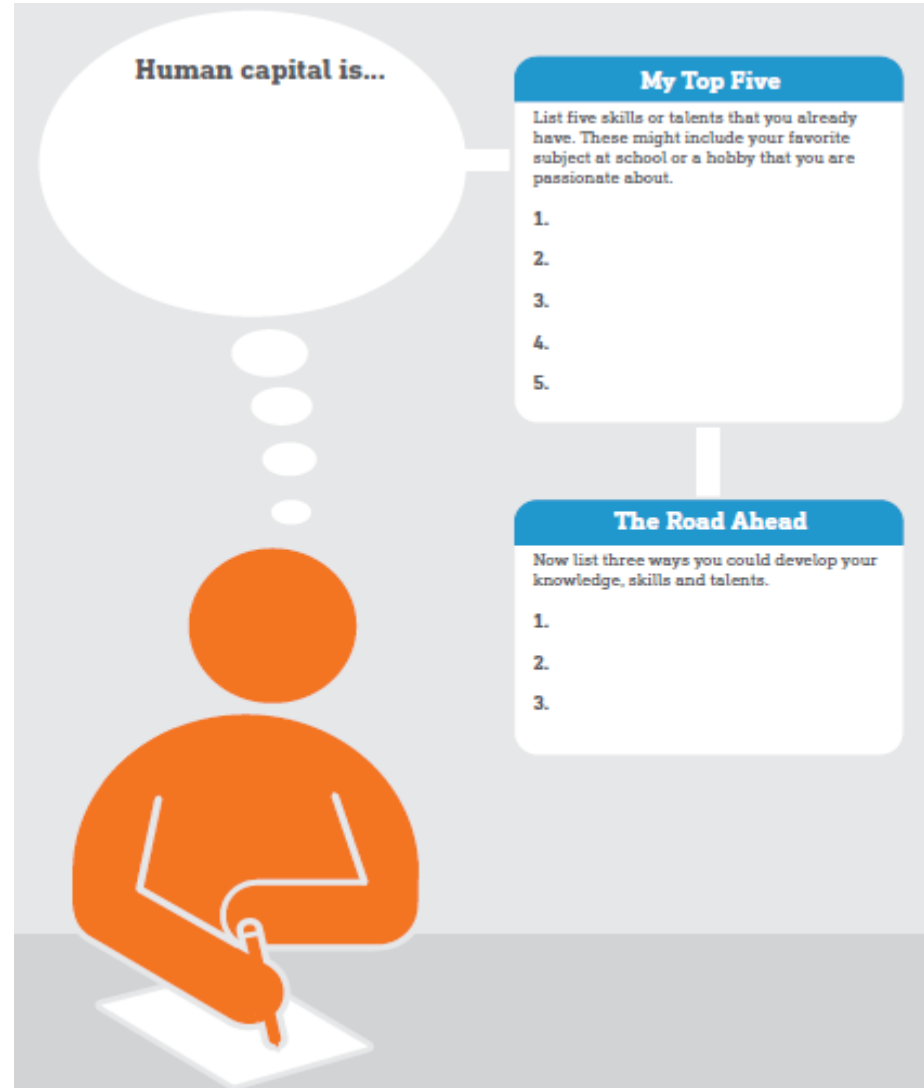 Human capital is...
My Top Five
List five skills or talents that you already
have. These might include your favorite
subject at school or a hobby that you are
passionate about.
1.
2.
3.
4.
5.
The Road Ahead
Now list three ways you could develop your
knowledge, skills and talents.
1.
2.
3.